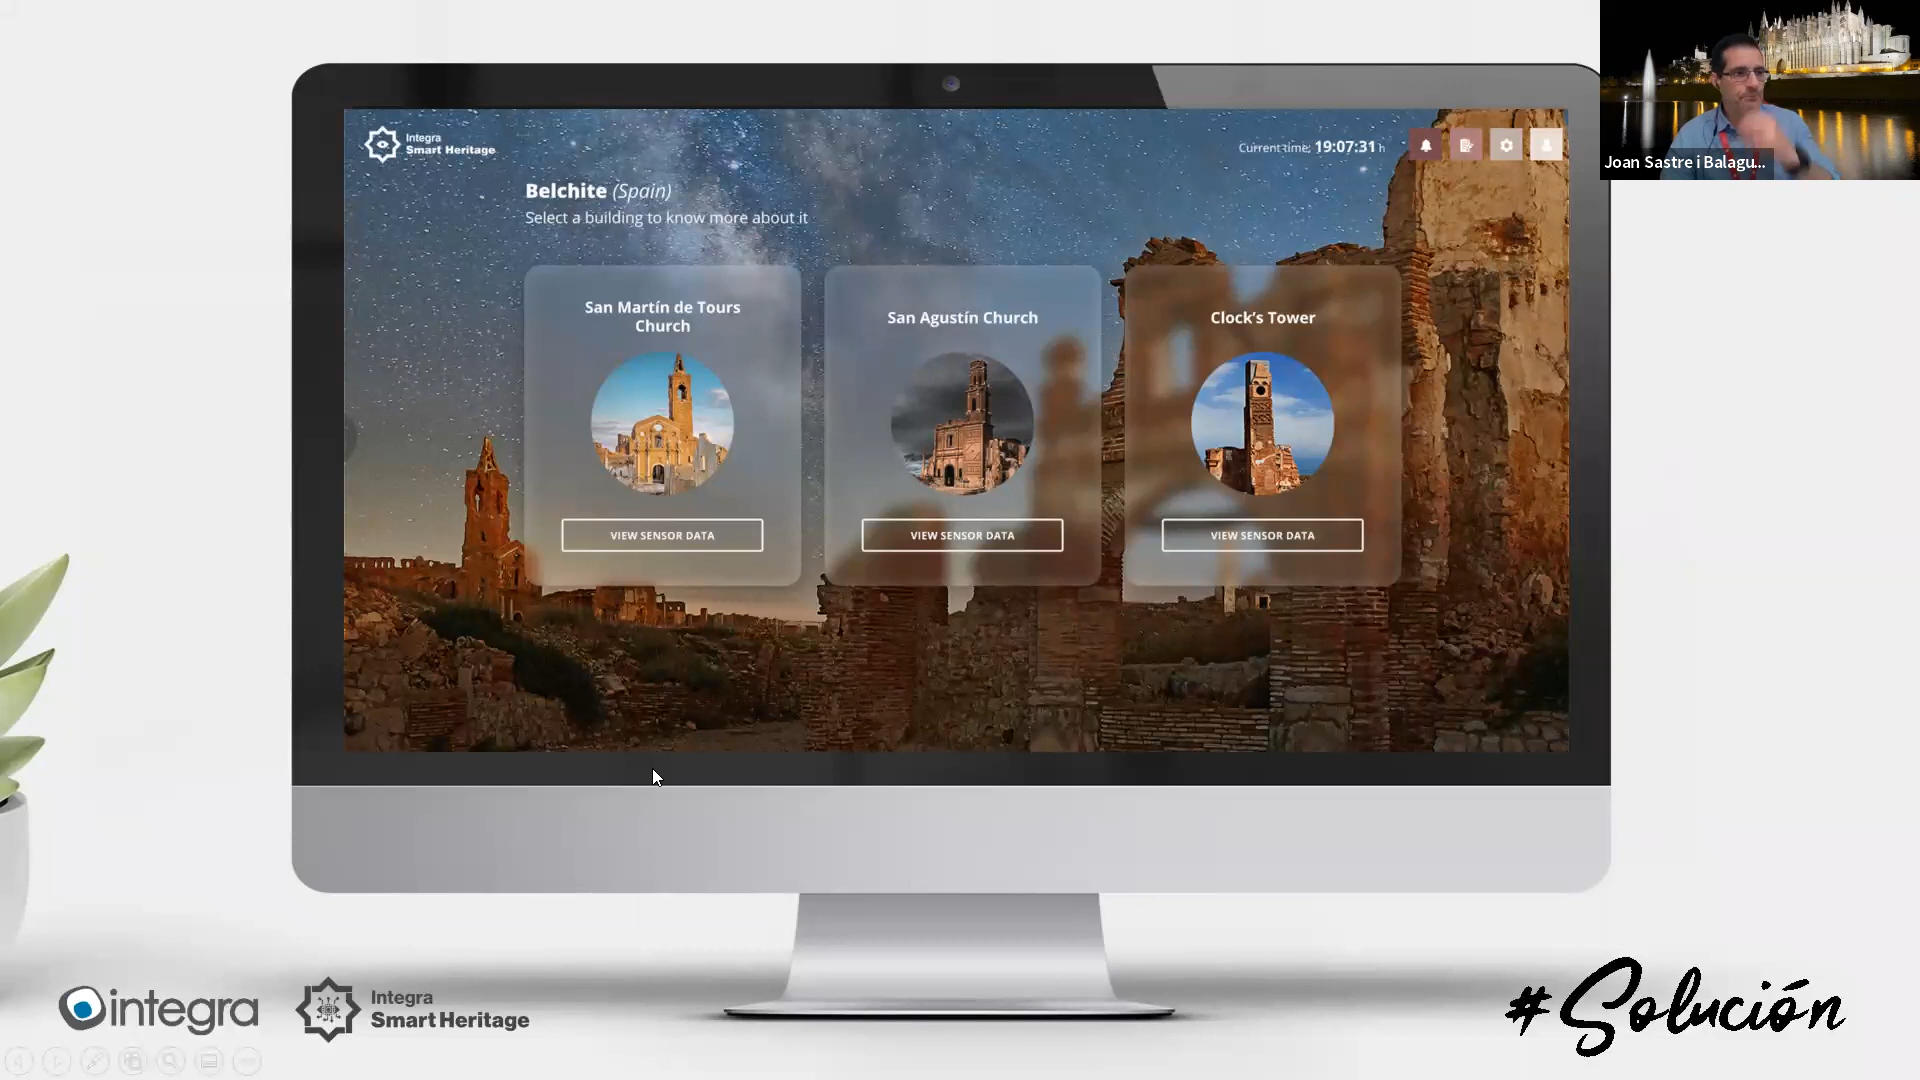 Integra
Smart Heritage
Current time: 19:07:31 h
Belchite (Spain)
Select a building to know more about it
San Martín de Tours
Church
San Agustín Church
Clock's Tower
VIEW SENSOR DATA
VIEW SENSOR DATA
VIEW SENSOR DATA
Joan Sastre i Balagu...
integra
Integra
Smart Heritage
#Solución